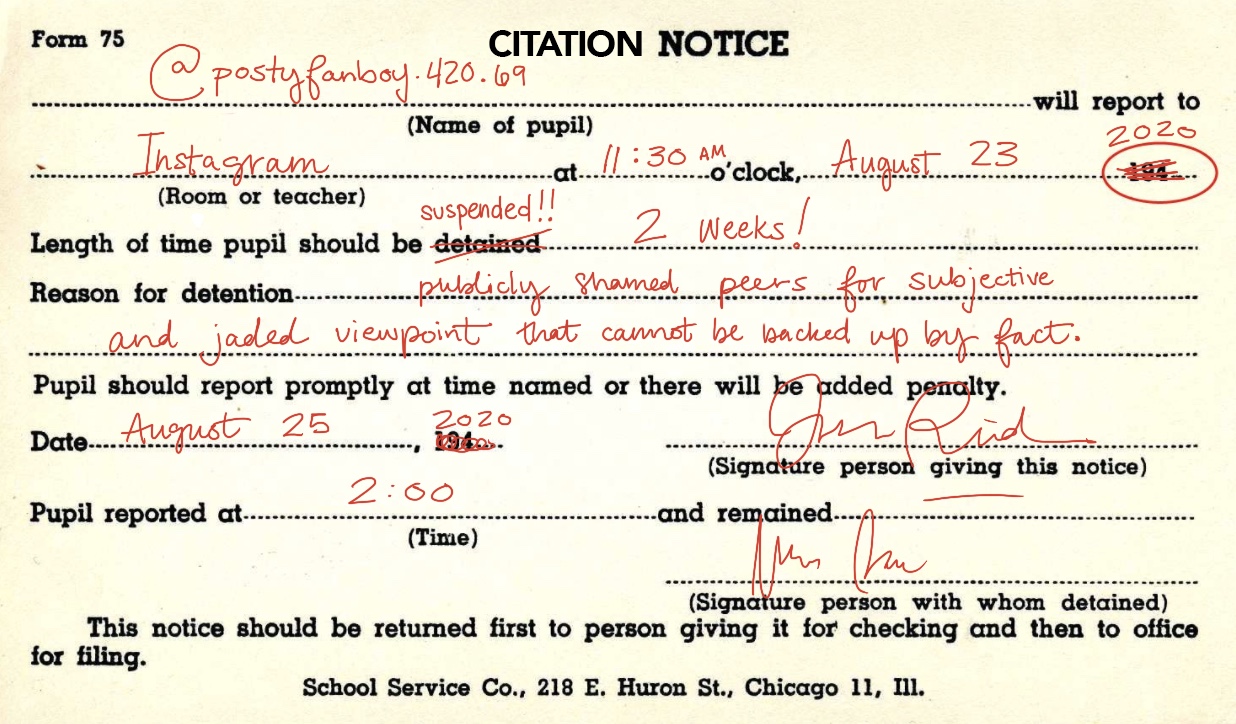 Form 75 CITATION NOTICE
@postyfanboy.420.69
will report to
(Name of pupil)
2020
Instagram at 11:30 AM o'clock, August 23 194
(Room or teacher)
suspended!!
Length of time pupil should be detained 2 weeks!
Reason for detention publicly shamed peers for subjective
and jaded viewpoint that cannot be backed up by fact.
Pupil should report promptly at time named or there will be added penalty.
2020
Date August 25, 194
(Signature person giving this notice)
Pupil reported at 2:00 and remained
(Time)
(Signature person with whom detained)
This notice should be returned first to person giving it for checking and then to office
for filing.
School Service Co., 218 E. Huron St., Chicago 11, Ill.